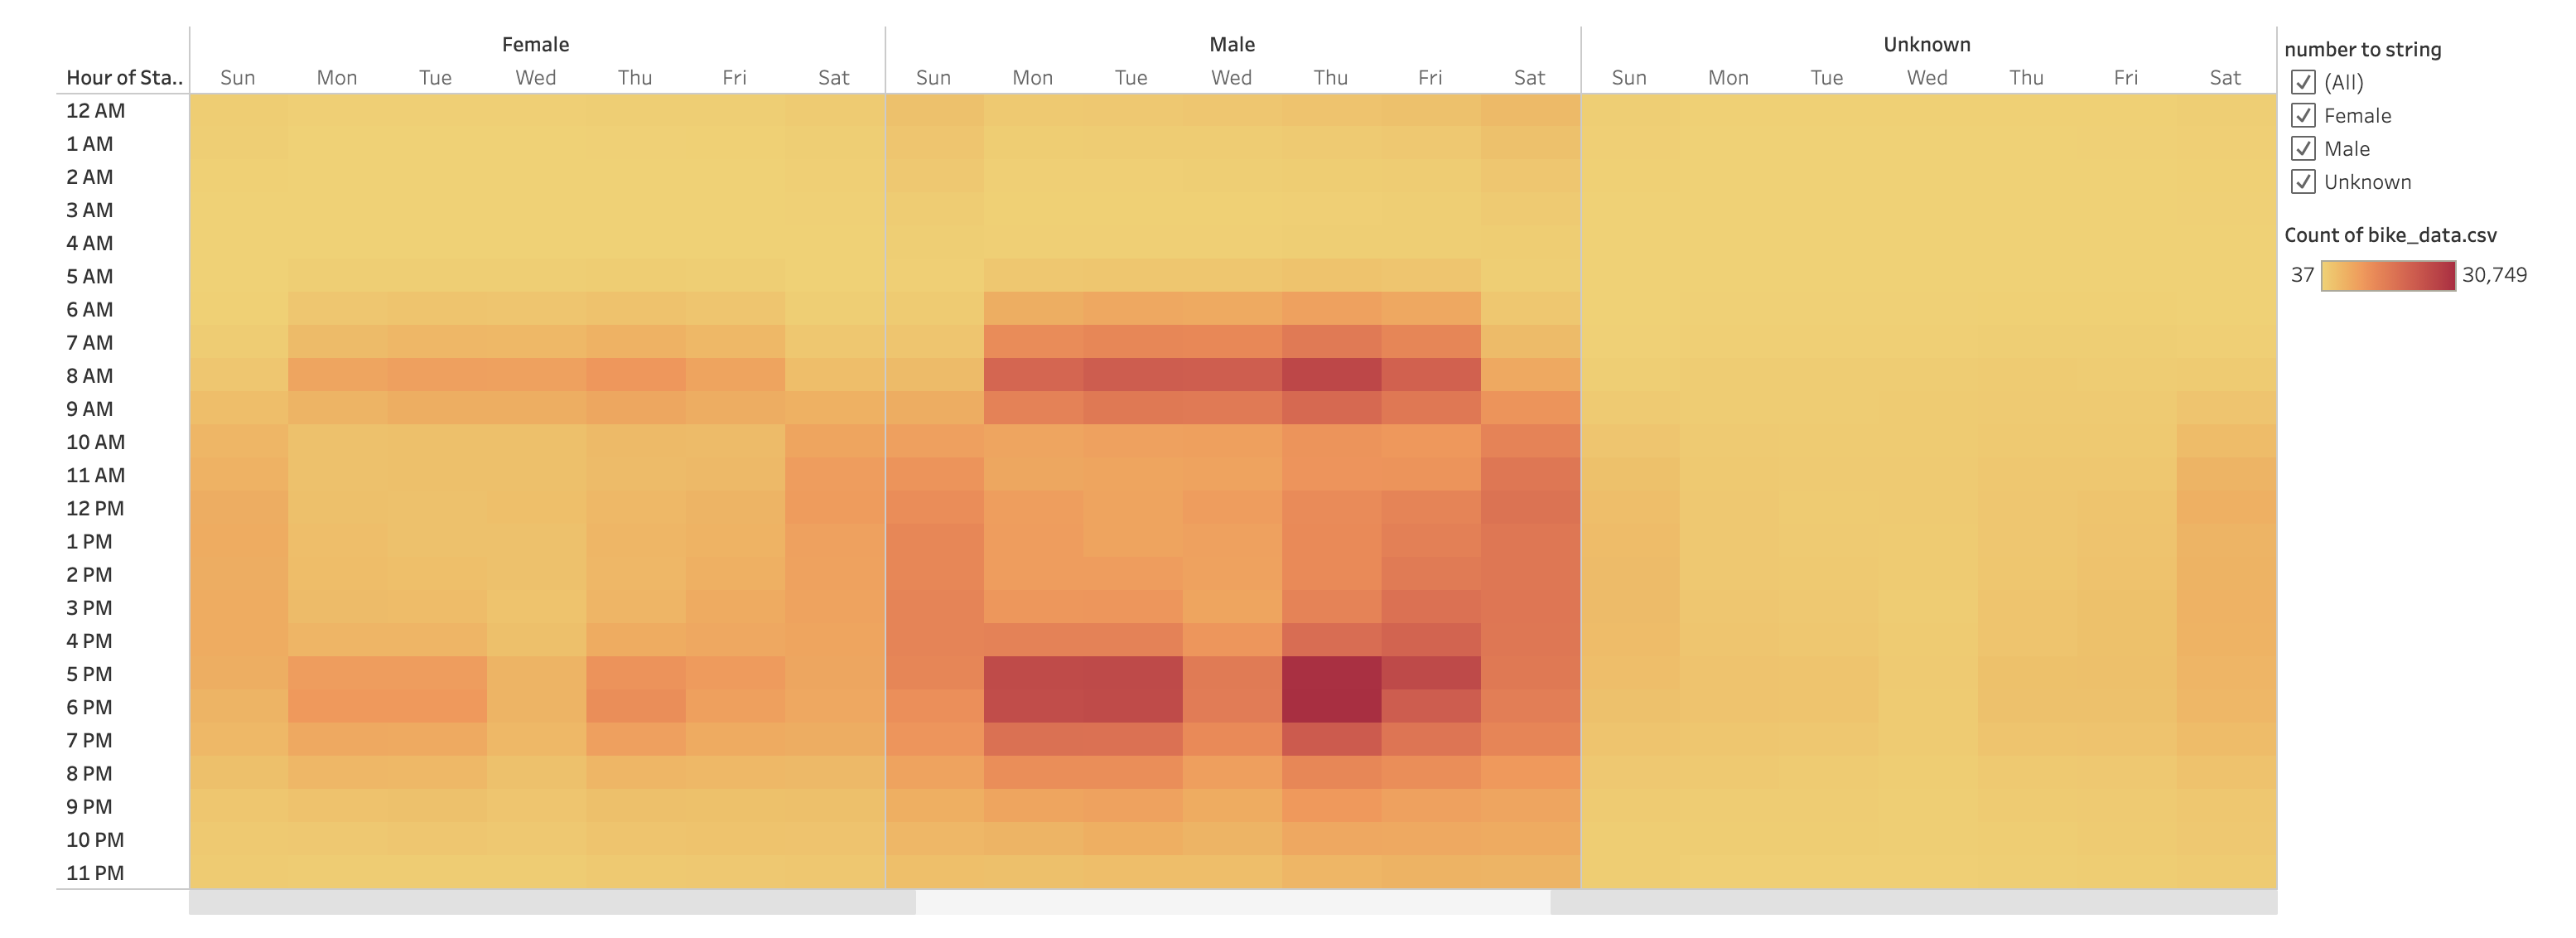 Female Male Unknown
Hour of Sta.. Sun Mon Tue Wed Thu Fri Sat Sun Mon Tue Wed Thu Fri Sat Sun Mon Tue Wed Thu Fri Sat
12 AM
1 AM
2 AM
3 AM
4 AM
5 AM
6 AM
7 AM
8 AM
9 AM
10 AM
11 AM
12 PM
1 PM
2 PM
3 PM
4 PM
5 PM
6 PM
7 PM
8 PM
9 PM
10 PM
11 PM
number to string
(All)
Female
Male
Unknown
Count of bike_data.csv
37 30,749